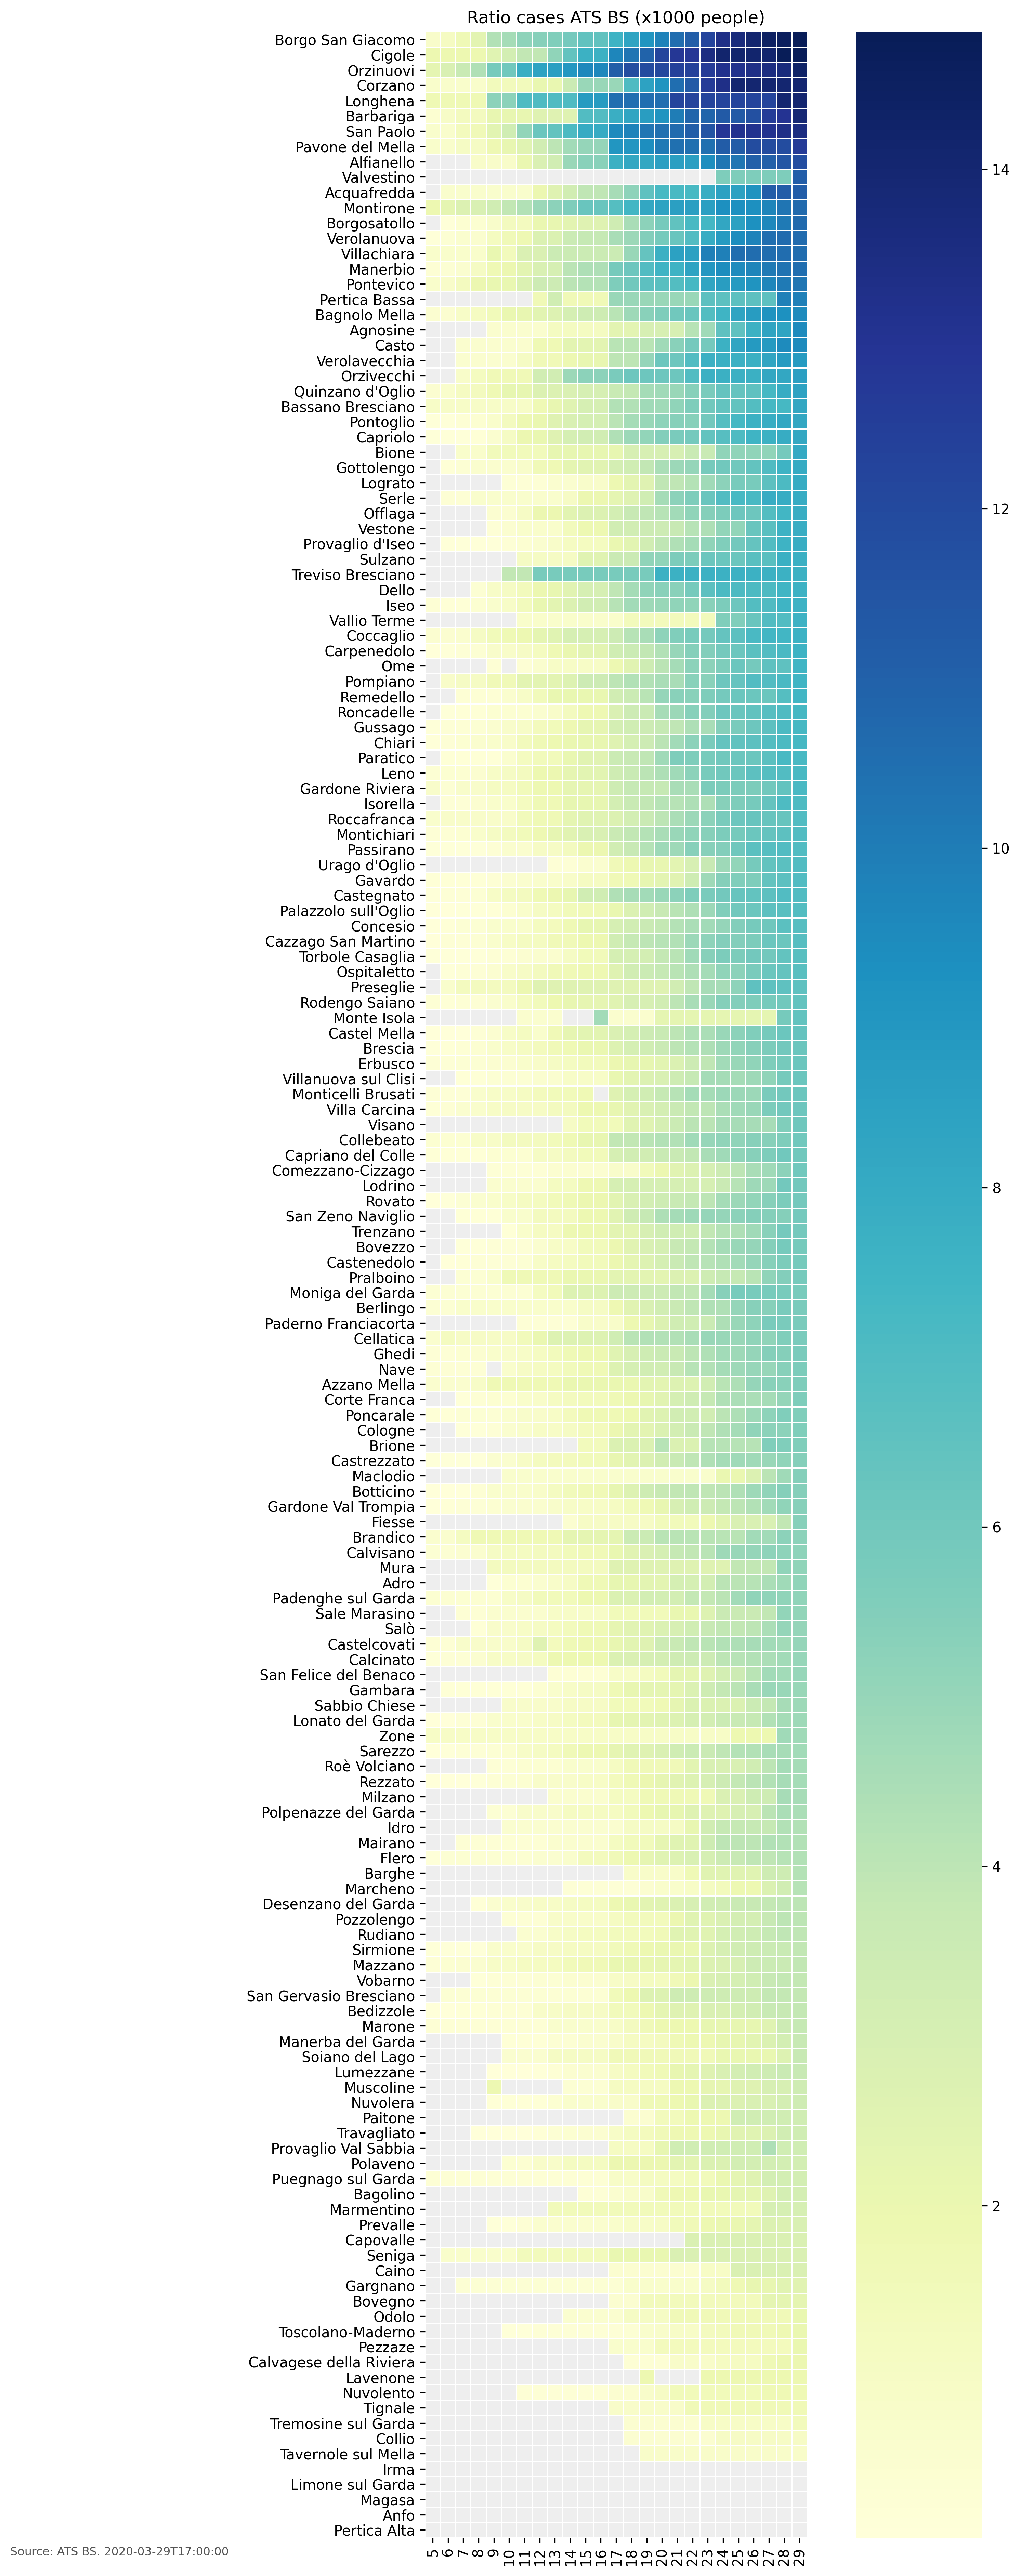 Ratio cases ATS BS (x1000 people)
Borgo San Giacomo
Cigole
Orzinuovi
Corzano
Longhena
Barbariga
San Paolo
Pavone del Mella
Alfianello
Valvestino
Acquafredda
Montirone
Borgosatollo
Verolanuova
Villachiara
Manerbio
Pontevico
Pertica Bassa
Bagnolo Mella
Agnosine
Casto
Verolavecchia
Orzivecchi
Quinzano d'Oglio
Bassano Bresciano
Pontoglio
Capriolo
Bione
Gottolengo
Lograto
Serle
Offlaga
Vestone
Provaglio d'Iseo
Sulzano
Treviso Bresciano
Dello
Iseo
Vallio Terme
Coccaglio
Carpenedolo
Ome
Pompiano
Remedello
Roncadelle
Gussago
Chiari
Paratico
Leno
Gardone Riviera
Isorella
Roccafranca
Montichiari
Passirano
Urago d'Oglio
Gavardo
Castegnato
Palazzolo sull'Oglio
Concesio
Cazzago San Martino
Torbole Casaglia
Ospitaletto
Preseglie
Rodengo Saiano
Monte Isola
Castel Mella
Brescia
Erbusco
Villanuova sul Clisi
Monticelli Brusati
Villa Carcina
Visano
Collebeato
Capriano del Colle
Comezzano-Cizzago
Lodrino
Rovato
San Zeno Naviglio
Trenzano
Bovezzo
Castenedolo
Pralboino
Moniga del Garda
Berlingo
Paderno Franciacorta
Cellatica
Ghedi
Nave
Azzano Mella
Corte Franca
Poncarale
Cologne
Brione
Castrezzato
Maclodio
Botticino
Gardone Val Trompia
Fiesse
Brandico
Calvisano
Mura
Adro
Padenghe sul Garda
Sale Marasino
Salò
Castelcovati
Calcinato
San Felice del Benaco
Gambara
Sabbio Chiese
Lonato del Garda
Zone
Sarezzo
Roè Volciano
Rezzato
Milzano
Polpenazze del Garda
Idro
Mairano
Flero
Barghe
Marcheno
Desenzano del Garda
Pozzolengo
Rudiano
Sirmione
Mazzano
Vobarno
San Gervasio Bresciano
Bedizzole
Marone
Manerba del Garda
Soiano del Lago
Lumezzane
Muscoline
Nuvolera
Paitone
Travagliato
Provaglio Val Sabbia
Polaveno
Puegnago sul Garda
Bagolino
Marmentino
Prevalle
Capovalle
Seniga
Caino
Gargnano
Bovegno
Odolo
Toscolano-Maderno
Pezzaze
Calvagese della Riviera
Lavenone
Nuvolento
Tignale
Tremosine sul Garda
Collio
Tavernole sul Mella
Irma
Limone sul Garda
Magasa
Anfo
Pertica Alta
5 6 7 8 9 10 11 12 13 14 15 16 17 18 19 20 21 22 23 24 25 26 27 28 29
14
12
10
8
6
4
2
Source: ATS BS. 2020-03-29T17:00:00